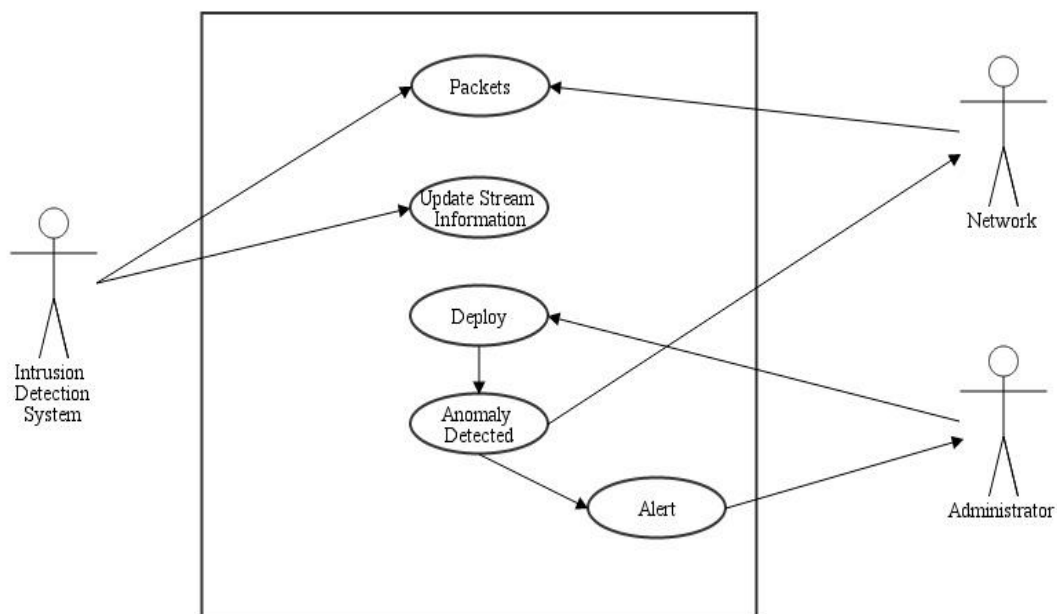 Packets
Update Stream
Information
Network
Intrusion
Detection
System
Deploy
Anomaly
Detected
Alert
Administrator